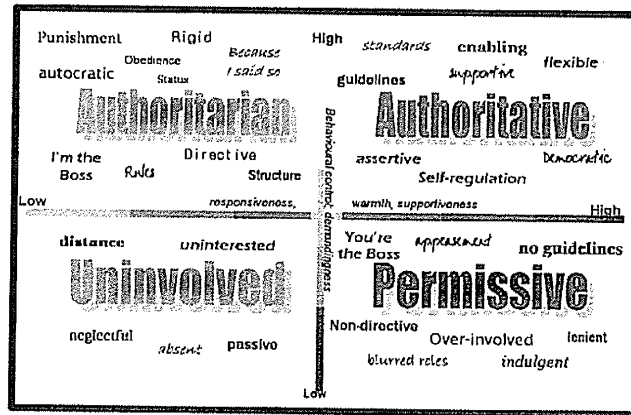 Punishment
Rigid
Because
I said so
Obedience
Status
autocratic
Authoritarian
I'm the
Boss
Rules
Directive
Structure
High
standards
enabling
flexible
guidelines
supportive
Authoritative
assertive
Democratic
Self-regulation
Behavioural control, demandingness
Low
responsiveness,
warmth, supportiveness
High
distance
uninterested
Uninvolved
neglectful
absent
passive
You're
the Boss
appeasement
no guidelines
Permissive
Non-directive
Over-involved
lenient
blurred roles
indulgent
Low